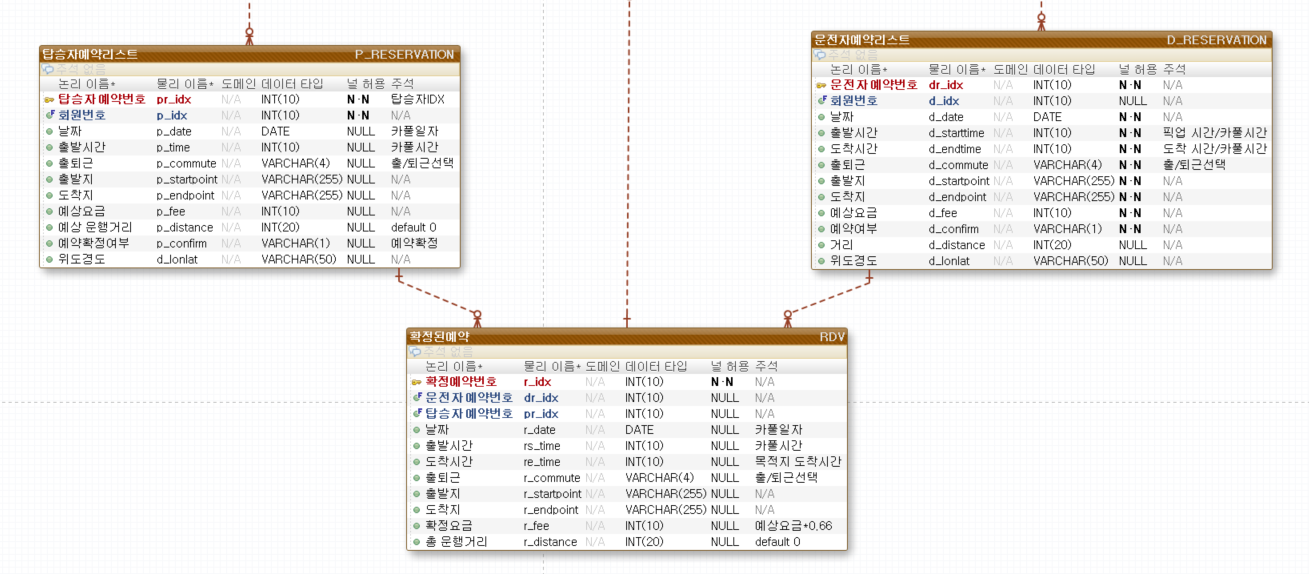 탑승자예약리스트 P_RESERVATION
주석 없음
논리 이름* 물리 이름* 도메인 데이터 타입 널 허용 주석
탑승자예약번호 pr_idx N/A INT(10) N·N 탑승자IDX
회원번호 p_idx N/A INT(10) N·N N/A
날짜 p_date N/A DATE NULL 카풀일자
출발시간 p_time N/A INT(10) NULL 카풀시간
출퇴근 p_commute N/A VARCHAR(4) NULL 출/퇴근선택
출발지 p_startpoint N/A VARCHAR(255) NULL N/A
도착지 p_endpoint N/A VARCHAR(255) NULL N/A
예상요금 p_fee N/A INT(10) NULL N/A
예상 운행거리 p_distance N/A INT(20) NULL default 0
예약확정여부 p_confirm N/A VARCHAR(1) NULL 예약확정
위도경도 d_lonlat N/A VARCHAR(50) NULL N/A
운전자예약리스트 D_RESERVATION
주석 없음
논리 이름* 물리 이름* 도메인 데이터 타입 널 허용 주석
운전자예약번호 dr_idx N/A INT(10) N·N N/A
회원번호 d_idx N/A INT(10) NULL N/A
날짜 d_date N/A DATE N·N N/A
출발시간 d_starttime N/A INT(10) N·N 픽업 시간/카풀시간
도착시간 d_endtime N/A INT(10) N·N 도착 시간/카풀시간
출퇴근 d_commute N/A VARCHAR(4) N·N 출/퇴근선택
출발지 d_startpoint N/A VARCHAR(255) N·N N/A
도착지 d_endpoint N/A VARCHAR(255) N·N N/A
예상요금 d_fee N/A INT(10) N·N N/A
예약여부 d_confirm N/A VARCHAR(1) N·N N/A
거리 d_distance N/A INT(20) NULL N/A
위도경도 d_lonlat N/A VARCHAR(50) NULL N/A
확정된예약 RDV
주석 없음
논리 이름* 물리 이름* 도메인 데이터 타입 널 허용 주석
확정예약번호 r_idx N/A INT(10) N·N N/A
운전자예약번호 dr_idx N/A INT(10) NULL N/A
탑승자예약번호 pr_idx N/A INT(10) NULL N/A
날짜 r_date N/A DATE NULL 카풀일자
출발시간 rs_time N/A INT(10) NULL 카풀시간
도착시간 re_time N/A INT(10) NULL 목적지 도착시간
출퇴근 r_commute N/A VARCHAR(4) NULL 출/퇴근선택
출발지 r_startpoint N/A VARCHAR(255) NULL N/A
도착지 r_endpoint N/A VARCHAR(255) NULL N/A
확정요금 r_fee N/A INT(10) NULL 예상요금*0.66
총 운행거리 r_distance N/A INT(20) NULL default 0